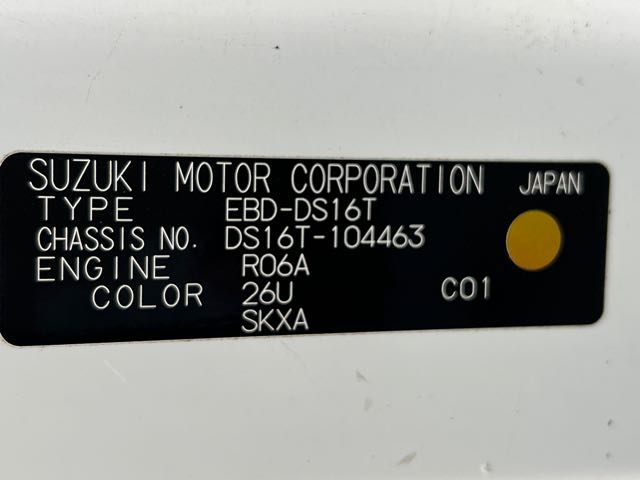 SUZUKI MOTOR CORPORATION JAPAN
TYPE EBD-DS16T
CHASSIS NO. DS16T-104463
ENGINE R06A
COLOR 26U C01
SKXA